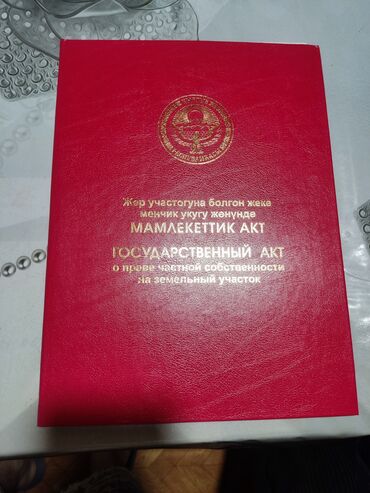 Жер участогуна болгон жеке
менчик укугу жөнүндө
МАМЛЕКЕТТИК АКТ
ГОСУДАРСТВЕННЫЙ АКТ
о праве частной собственности
на земельный участок